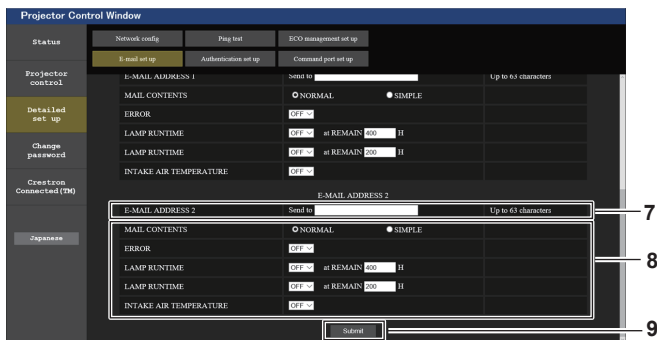 Projector Control Window
Status
Network config Ping test ECO management set up
E-mail set up Authentication set up Command port set up
Projector
control
Detailed
set up
Change
password
Crestron
Connected(TM)
Japanese
E-MAIL ADDRESS 1 Send to Up to 63 characters
MAIL CONTENTS NORMAL SIMPLE
ERROR OFF
LAMP RUNTIME OFF at REMAIN 400 H
LAMP RUNTIME OFF at REMAIN 200 H
INTAKE AIR TEMPERATURE OFF
E-MAIL ADDRESS 2
E-MAIL ADDRESS 2 Send to Up to 63 characters 7
MAIL CONTENTS NORMAL SIMPLE
ERROR OFF
8
LAMP RUNTIME OFF at REMAIN 400 H
LAMP RUNTIME OFF at REMAIN 200 H
INTAKE AIR TEMPERATURE OFF
Submit 9